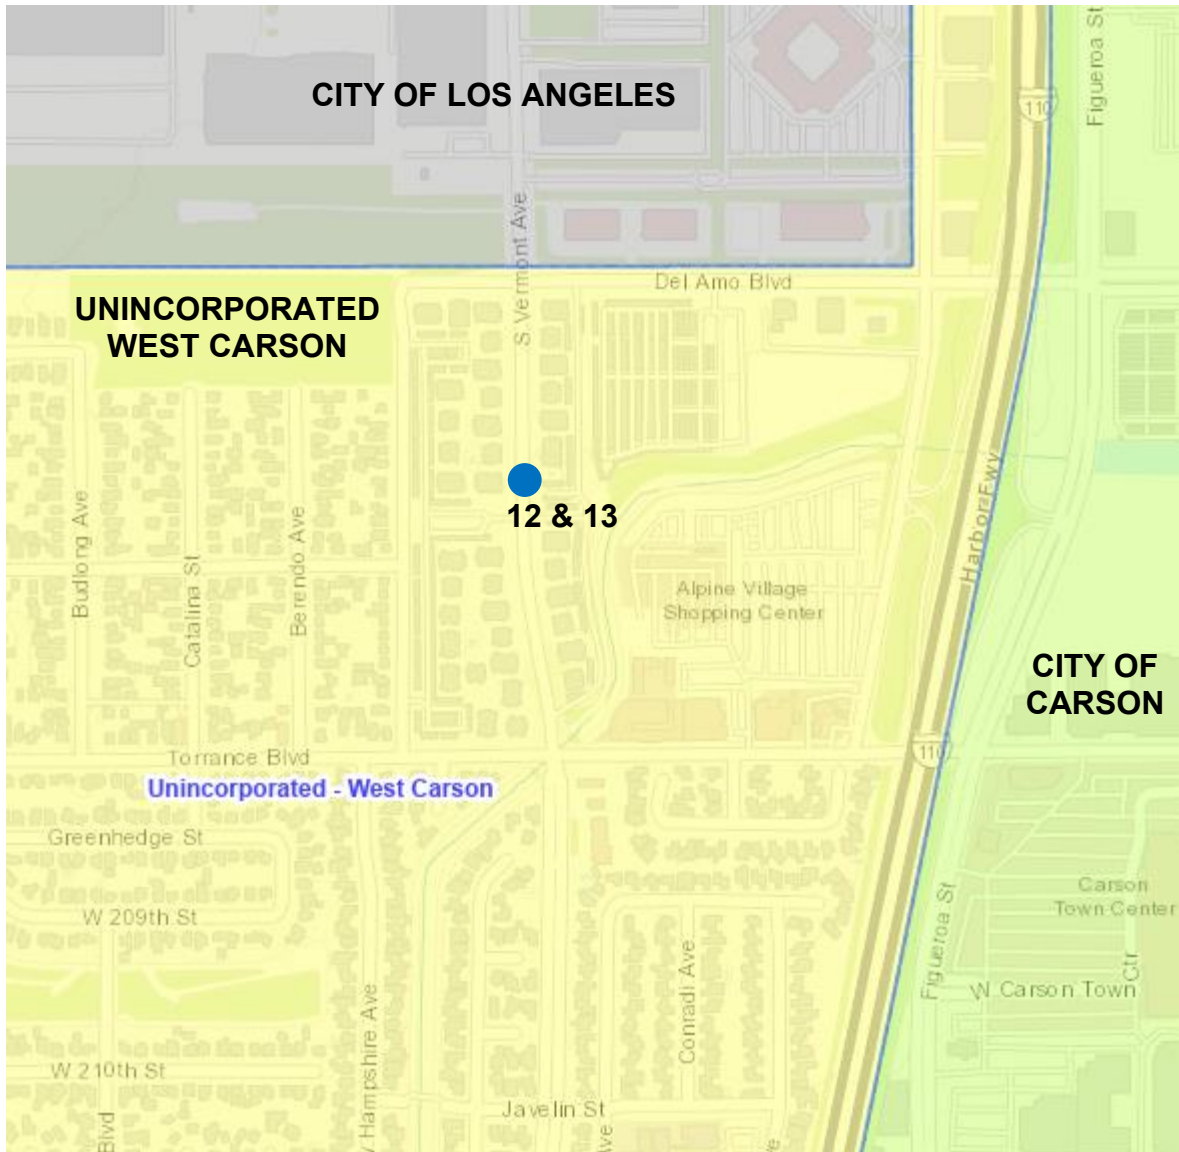 Figueroa St
CITY OF LOS ANGELES
110
S Vermont Ave
Del Amo Blvd
UNINCORPORATED
WEST CARSON
Harbor Fwy
12 & 13
Budlong Ave
Catalina St
Berendo Ave
Alpine Village
Shopping Center
CITY OF
CARSON
Torrance Blvd
110
Unincorporated - West Carson
Greenhedge St
Carson
Town Center
W 209th St
Figueroa St
Conradi Ave
W Carson Town
Ctr
Hampshire Ave
W 210th St
Javelin St
Blvd
Ave